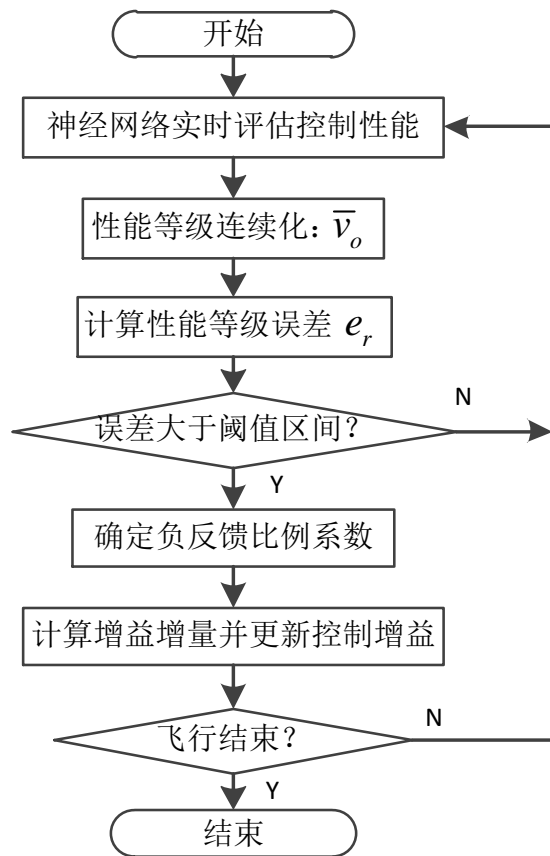 开始
神经网络实时评估控制性能
性能等级连续化: v̅ₒ
计算性能等级误差 eᵣ
误差大于阈值区间?
N
Y
确定负反馈比例系数
计算增益增量并更新控制增益
飞行结束?
N
Y
结束